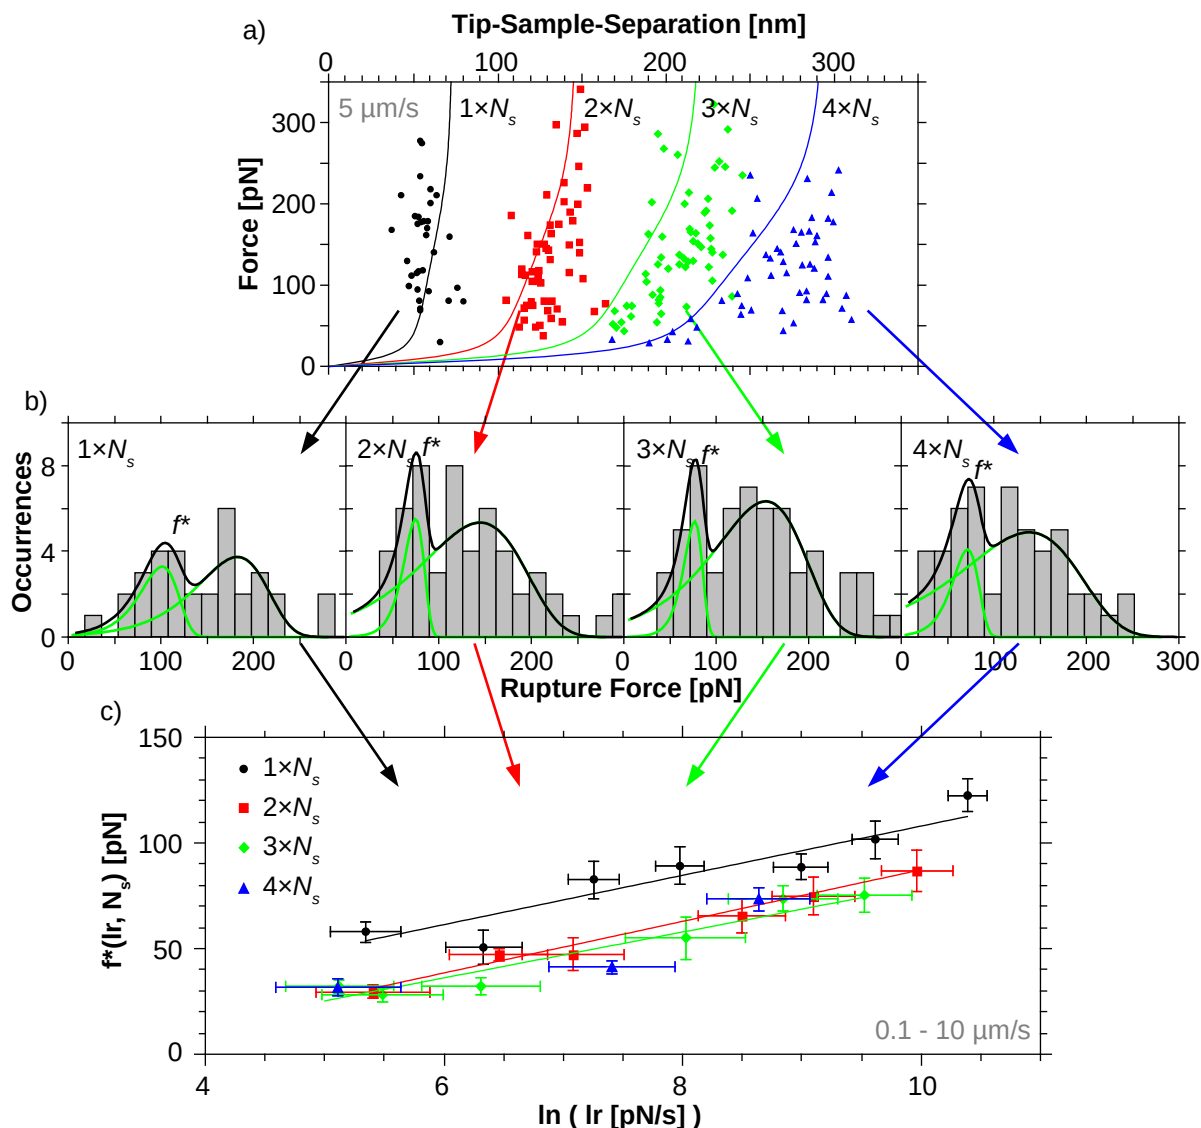 a)
Tip-Sample-Separation [nm]
0 100 200 300
5 µm/s
1×Ns
2×Ns
3×Ns
4×Ns
Force [pN]
300
200
100
0
b)
Occurrences
8
4
0
1×Ns
f*
2×Ns
f*
3×Ns
f*
4×Ns
f*
0 100 200 0 100 200 0 100 200 0 100 200 300
Rupture Force [pN]
c)
f*(lr, Ns) [pN]
150
100
50
0
1×Ns
2×Ns
3×Ns
4×Ns
0.1 - 10 µm/s
4 6 8 10
ln ( lr [pN/s] )